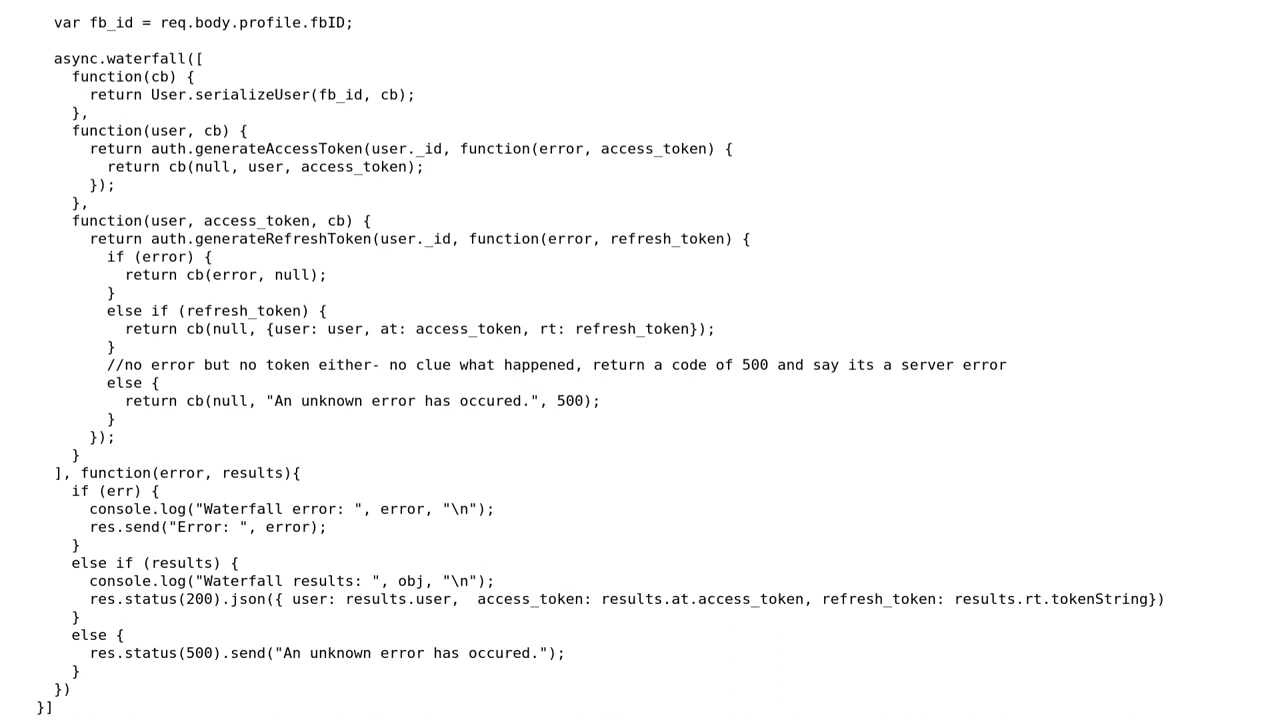 var fb_id = req.body.profile.fbID;
async.waterfall([
function(cb) {
return User.serializeUser(fb_id, cb);
},
function(user, cb) {
return auth.generateAccessToken(user._id, function(error, access_token) {
return cb(null, user, access_token);
});
},
function(user, access_token, cb) {
return auth.generateRefreshToken(user._id, function(error, refresh_token) {
if (error) {
return cb(error, null);
}
else if (refresh_token) {
return cb(null, {user: user, at: access_token, rt: refresh_token});
}
//no error but no token either- no clue what happened, return a code of 500 and say its a server error
else {
return cb(null, "An unknown error has occured.", 500);
}
});
}
], function(error, results){
if (err) {
console.log("Waterfall error: ", error, "\n");
res.send("Error: ", error);
}
else if (results) {
console.log("Waterfall results: ", obj, "\n");
res.status(200).json({ user: results.user,  access_token: results.at.access_token, refresh_token: results.rt.tokenString})
}
else {
res.status(500).send("An unknown error has occured.");
}
})
}]